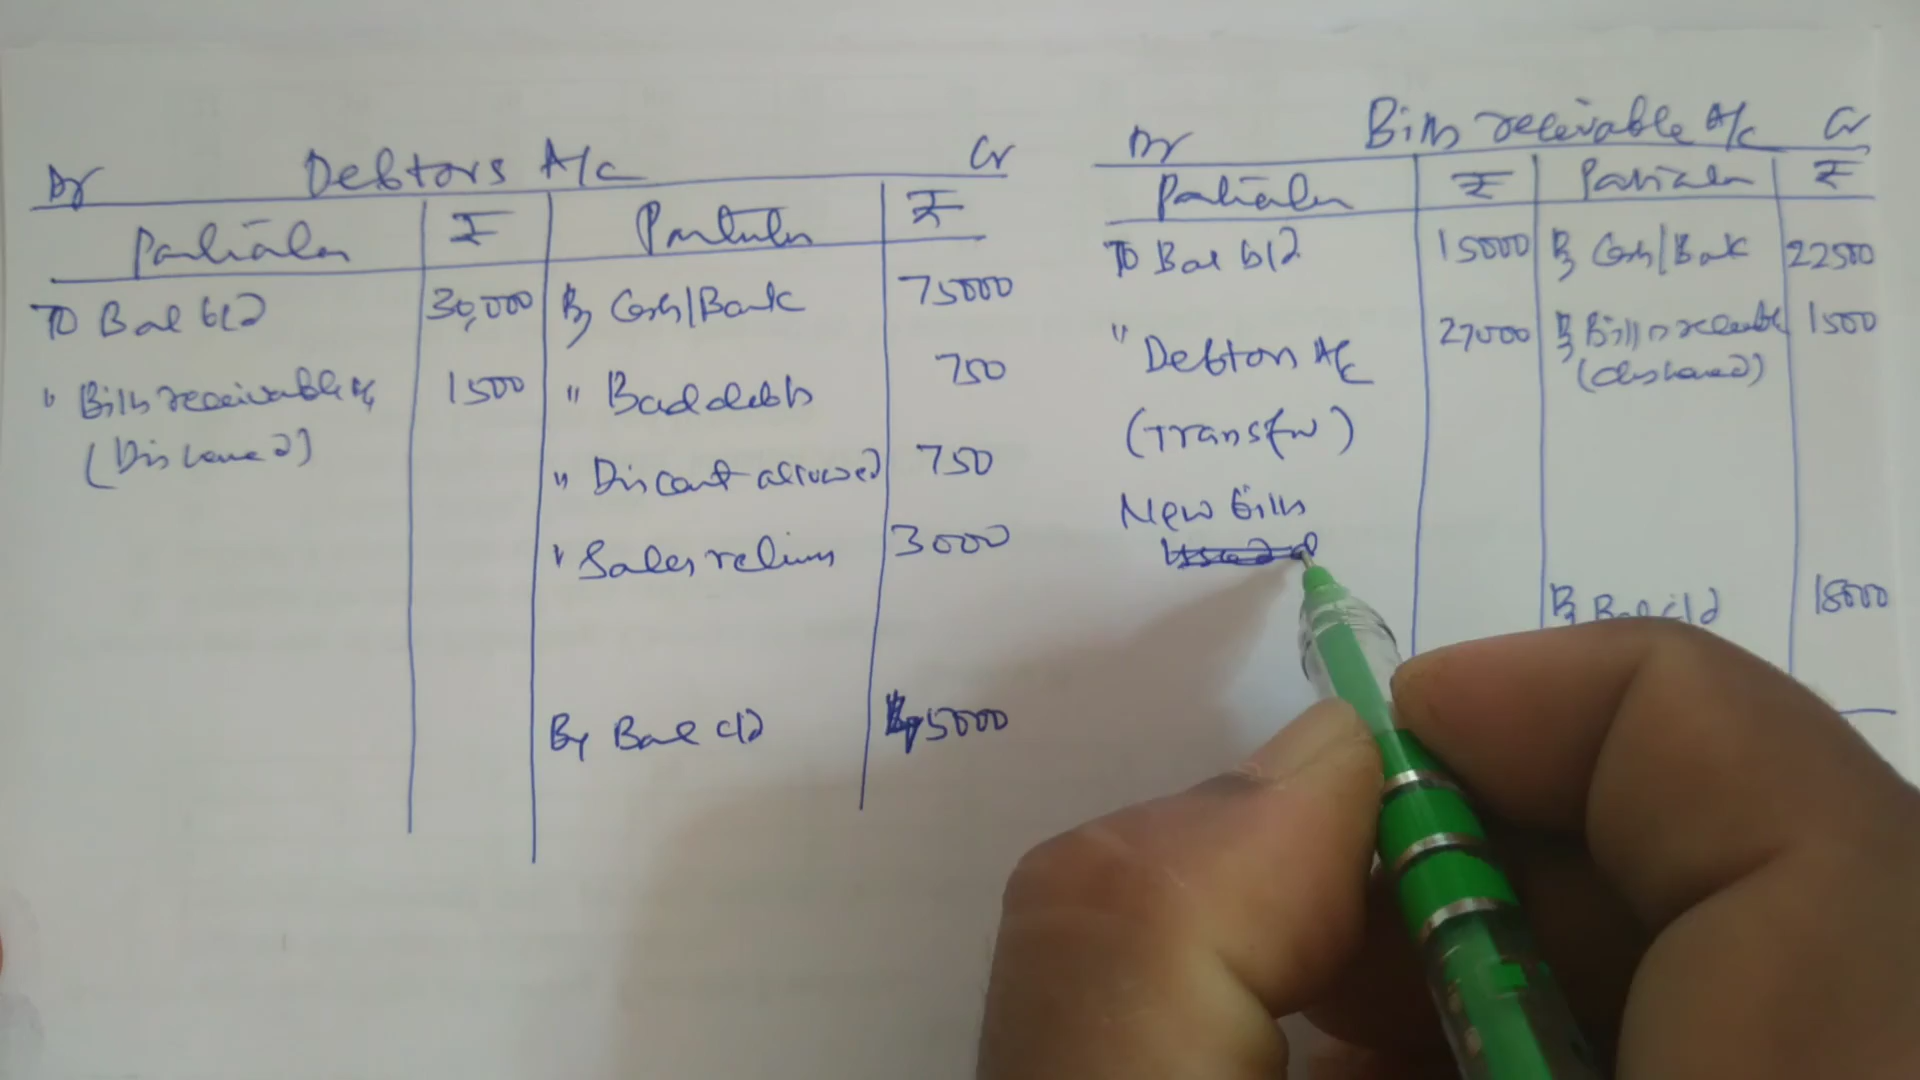 Dr Debtors A/c Cr
Particulars ₹ Particulars ₹
To Bal b/d 30,000 By Cash/Bank 75000
" Bills receivable A/c 1500 " Bad debts 750
(Dishonored)
" Discount allowed 750
" Sales return 3000
By Bal c/d 5000
Dr Bills receivable A/c Cr
Particulars ₹ Particulars ₹
To Bal b/d 15000 By Cash/Bank 22500
" Debtors A/c 27000 By Bills receivable 1500
(Transfer) (dishonored)
New bills
By Bal c/d 18000